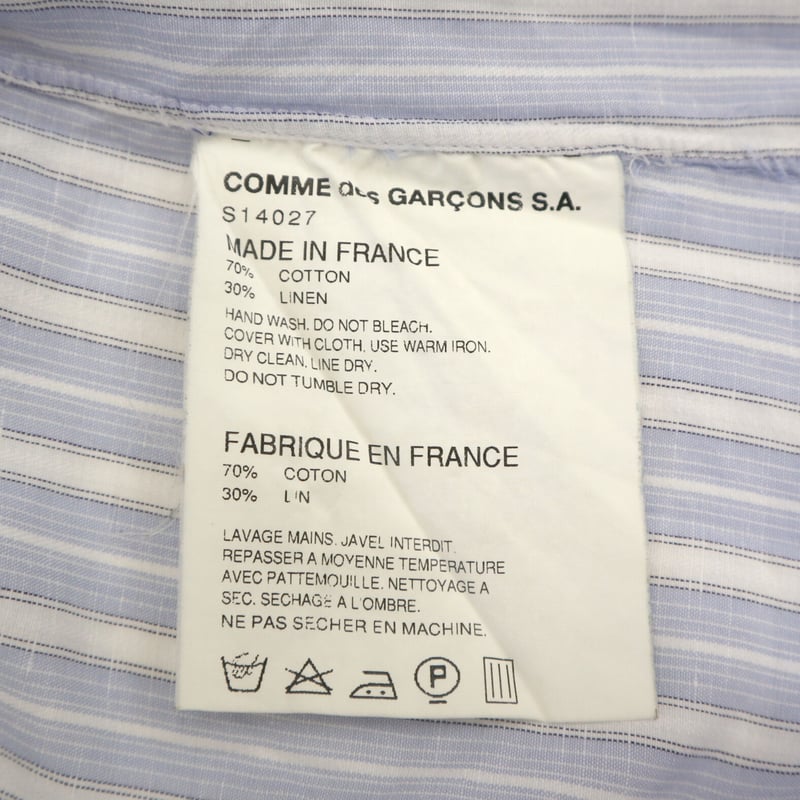 COMME des GARÇONS S.A.
S14027
MADE IN FRANCE
70% COTTON
30% LINEN
HAND WASH. DO NOT BLEACH.
COVER WITH CLOTH. USE WARM IRON.
DRY CLEAN. LINE DRY.
DO NOT TUMBLE DRY.
FABRIQUE EN FRANCE
70% COTON
30% LIN
LAVAGE MAINS. JAVEL INTERDIT.
REPASSER A MOYENNE TEMPERATURE
AVEC PATTEMOUILLE. NETTOYAGE A
SEC. SECHAGE A L'OMBRE.
NE PAS SECHER EN MACHINE.
P